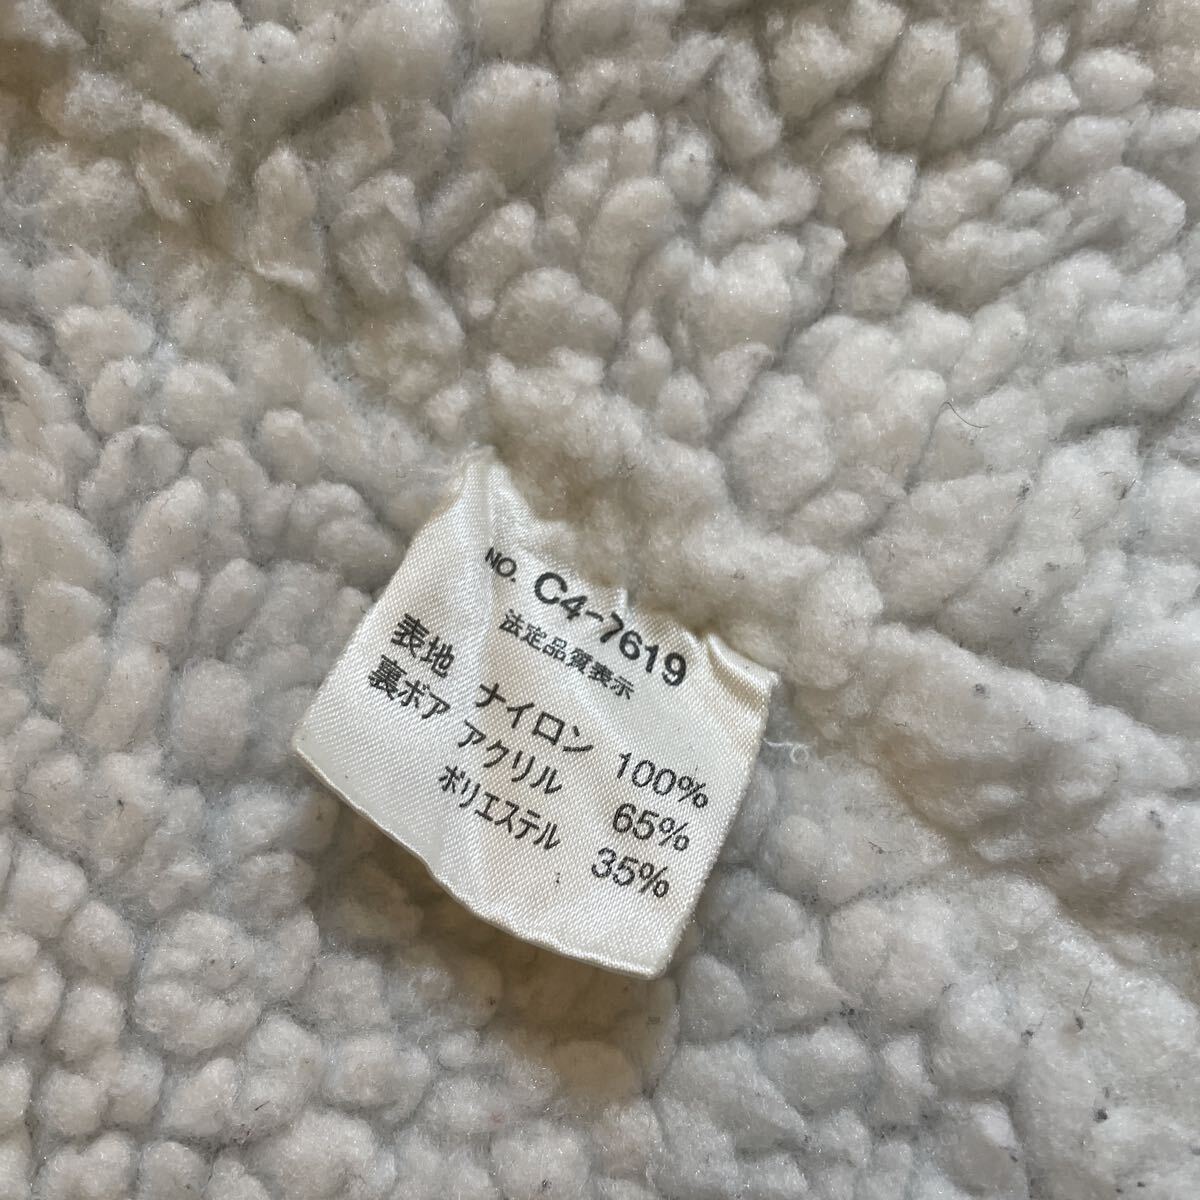 NO. C4-7619
法定品質表示
表地 ナイロン 100%
裏ボア アクリル 65%
ポリエステル 35%